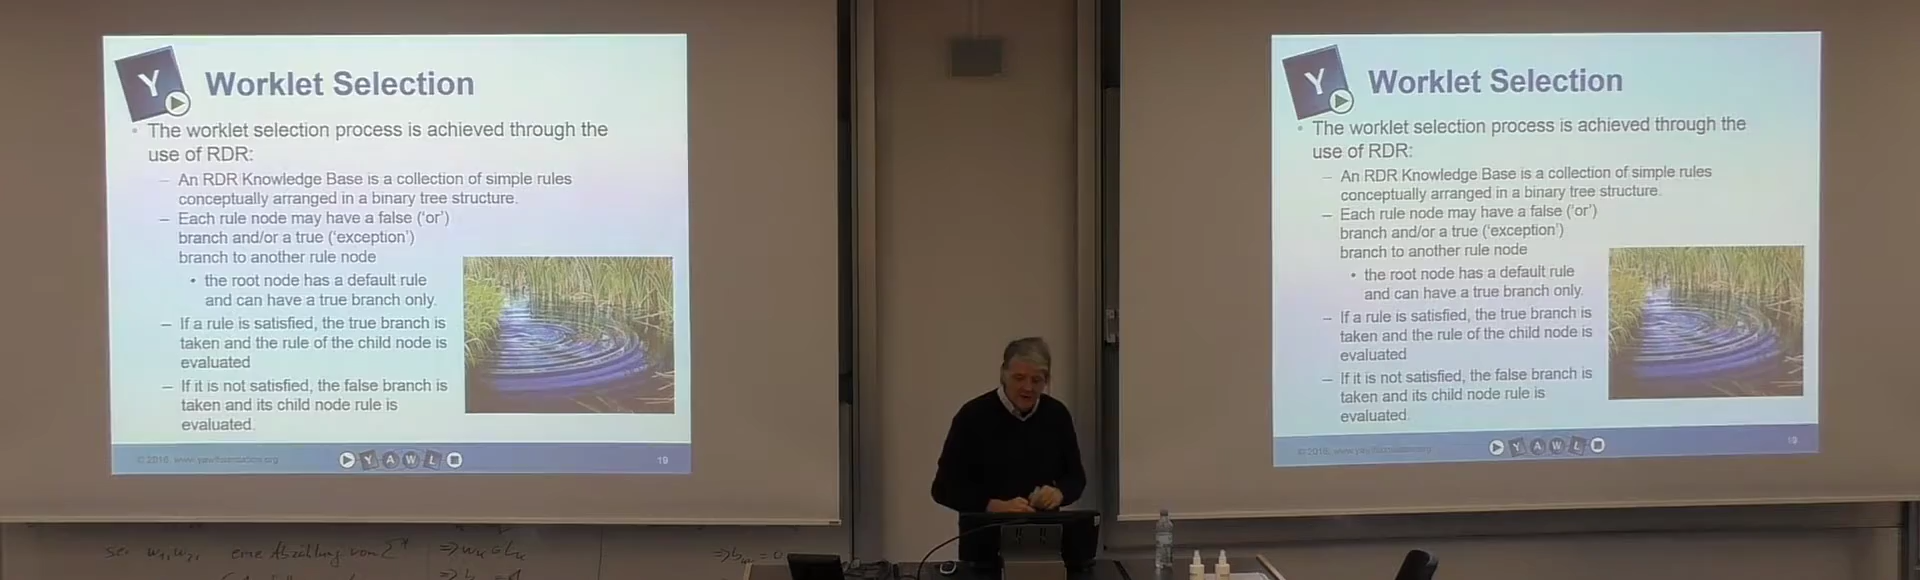 Y
Worklet Selection
• The worklet selection process is achieved through the
use of RDR:
– An RDR Knowledge Base is a collection of simple rules
conceptually arranged in a binary tree structure.
– Each rule node may have a false (‘or’)
branch and/or a true (‘exception’)
branch to another rule node
• the root node has a default rule
and can have a true branch only.
– If a rule is satisfied, the true branch is
taken and the rule of the child node is
evaluated
– If it is not satisfied, the false branch is
taken and its child node rule is
evaluated.
© 2016, www.yawlfoundation.org
YAWL
19
Y
Worklet Selection
• The worklet selection process is achieved through the
use of RDR:
– An RDR Knowledge Base is a collection of simple rules
conceptually arranged in a binary tree structure.
– Each rule node may have a false (‘or’)
branch and/or a true (‘exception’)
branch to another rule node
• the root node has a default rule
and can have a true branch only.
– If a rule is satisfied, the true branch is
taken and the rule of the child node is
evaluated
– If it is not satisfied, the false branch is
taken and its child node rule is
evaluated.
© 2016, www.yawlfoundation.org
YAWL
19
eine Abzählung von Σ*